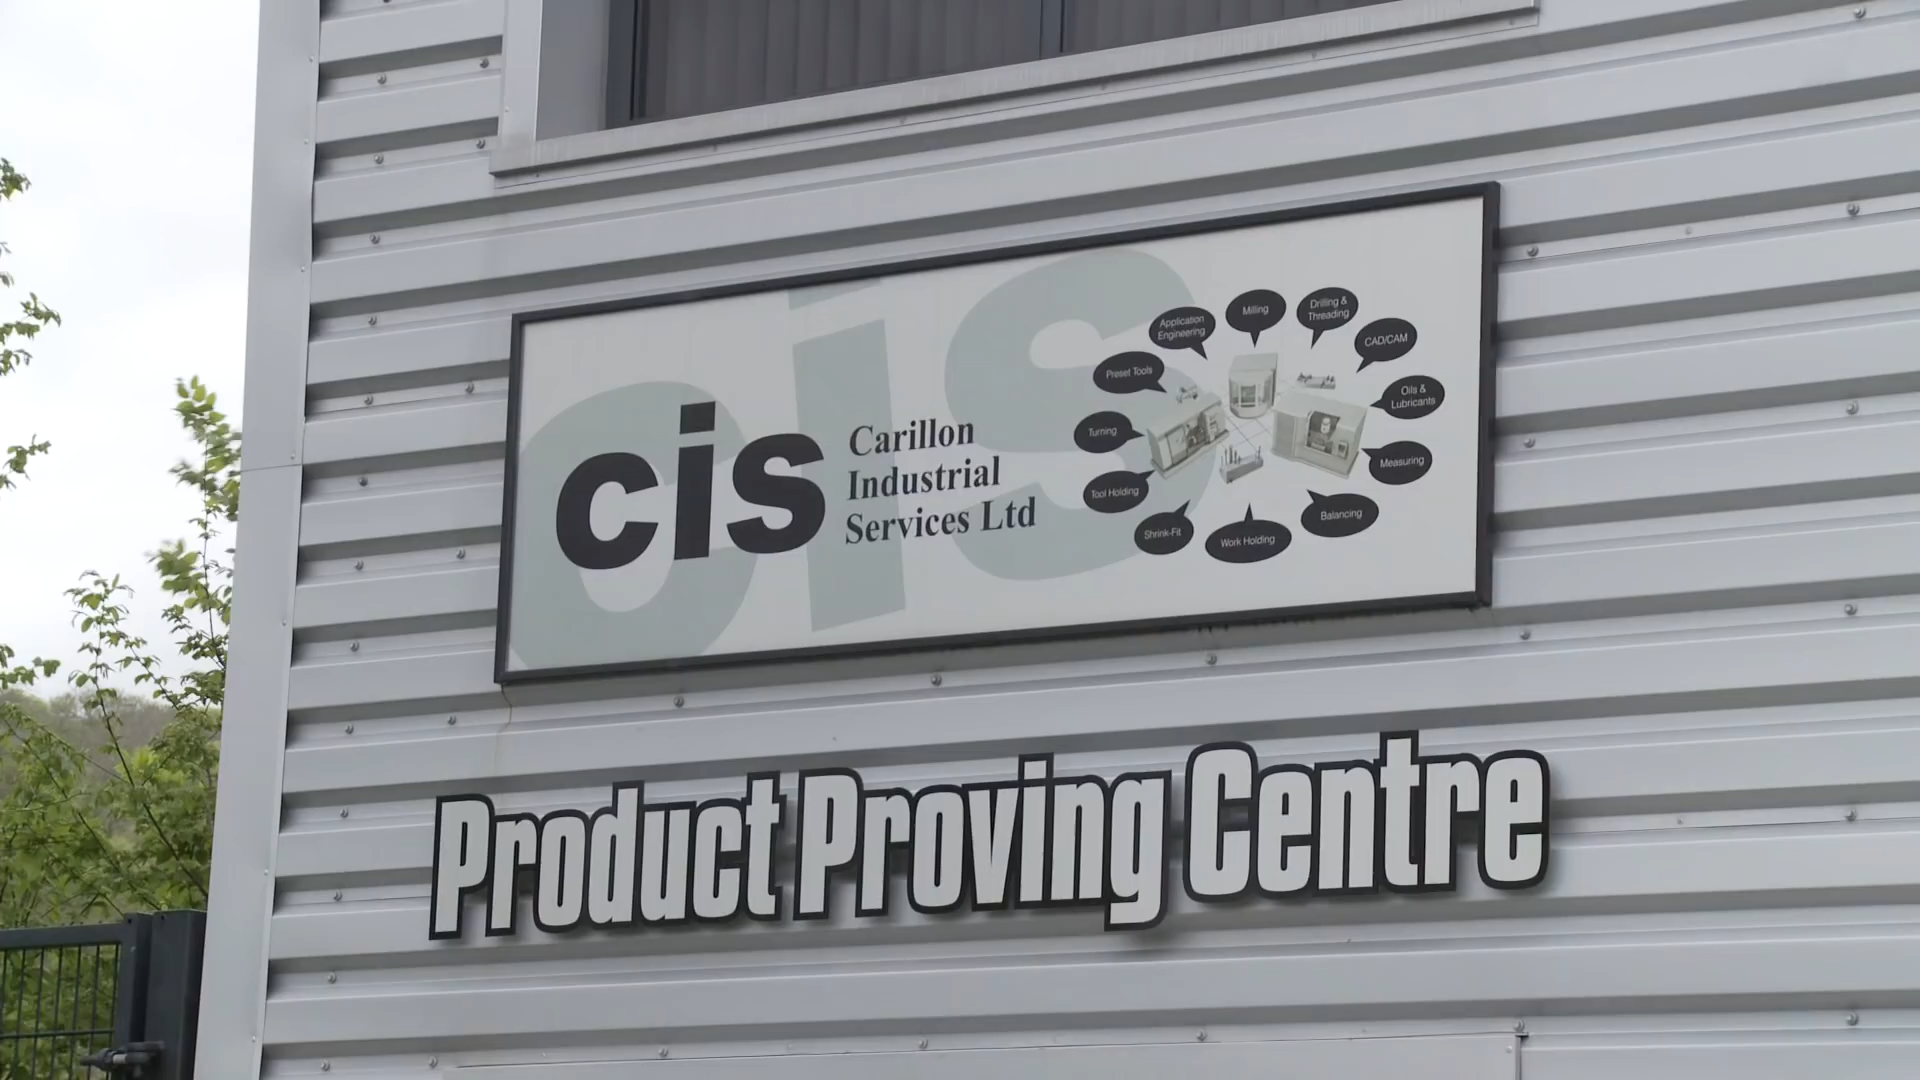 cis
cis
Carillon
Industrial
Services Ltd
Application
Engineering
Milling
Drilling &
Threading
CAD/CAM
Oils &
Lubricants
Measuring
Balancing
Work Holding
Shrink-Fit
Tool Holding
Turning
Preset Tools
Product Proving Centre